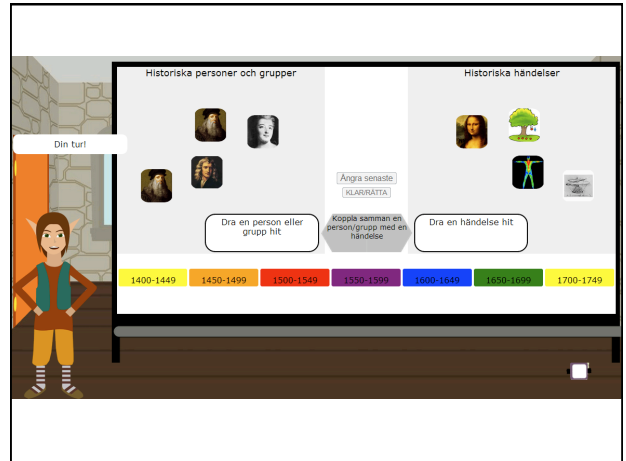 Historiska personer och grupper
Historiska händelser
Din tur!
Ångra senaste
KLAR/RÄTTA
Dra en person eller
grupp hit
Koppla samman en
person/grupp med en
händelse
Dra en händelse hit
1400-1449
1450-1499
1500-1549
1550-1599
1600-1649
1650-1699
1700-1749